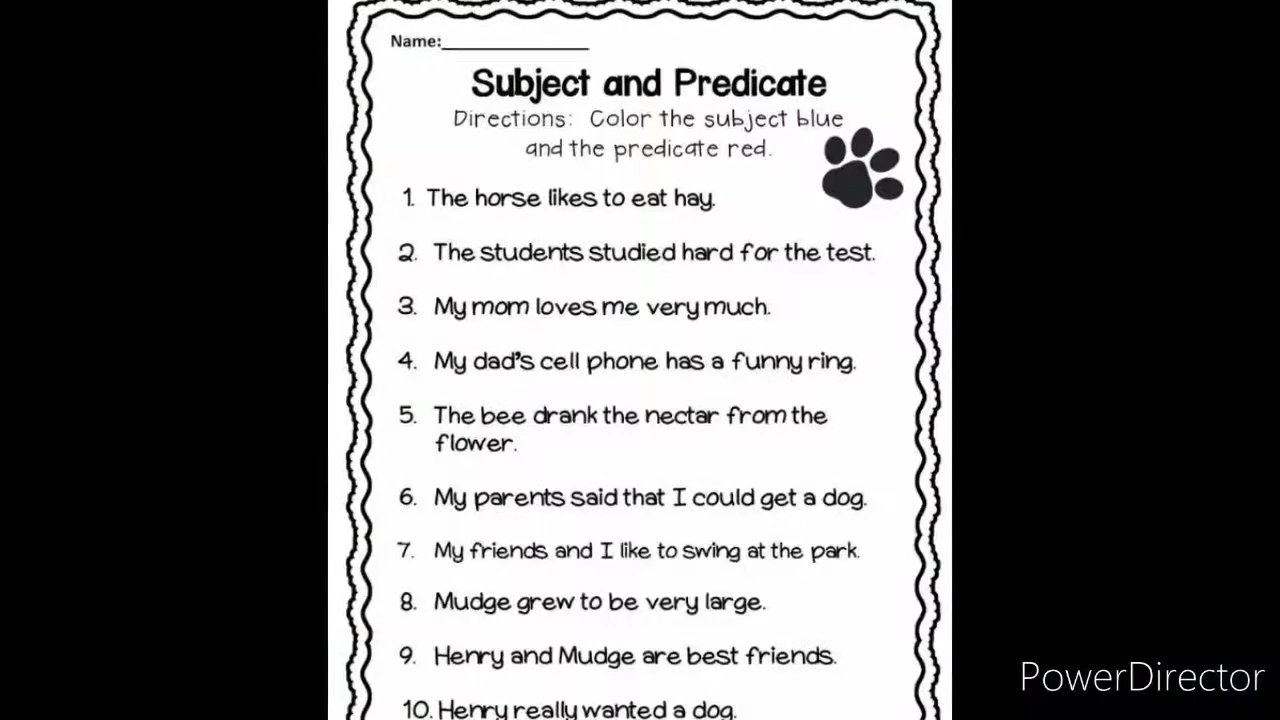 Name:
Subject and Predicate
Directions: Color the subject blue
and the predicate red.
1. The horse likes to eat hay.
2. The students studied hard for the test.
3. My mom loves me very much.
4. My dad's cell phone has a funny ring.
5. The bee drank the nectar from the
flower.
6. My parents said that I could get a dog.
7. My friends and I like to swing at the park.
8. Mudge grew to be very large.
9. Henry and Mudge are best friends.
10. Henry really wanted a dog.
PowerDirector